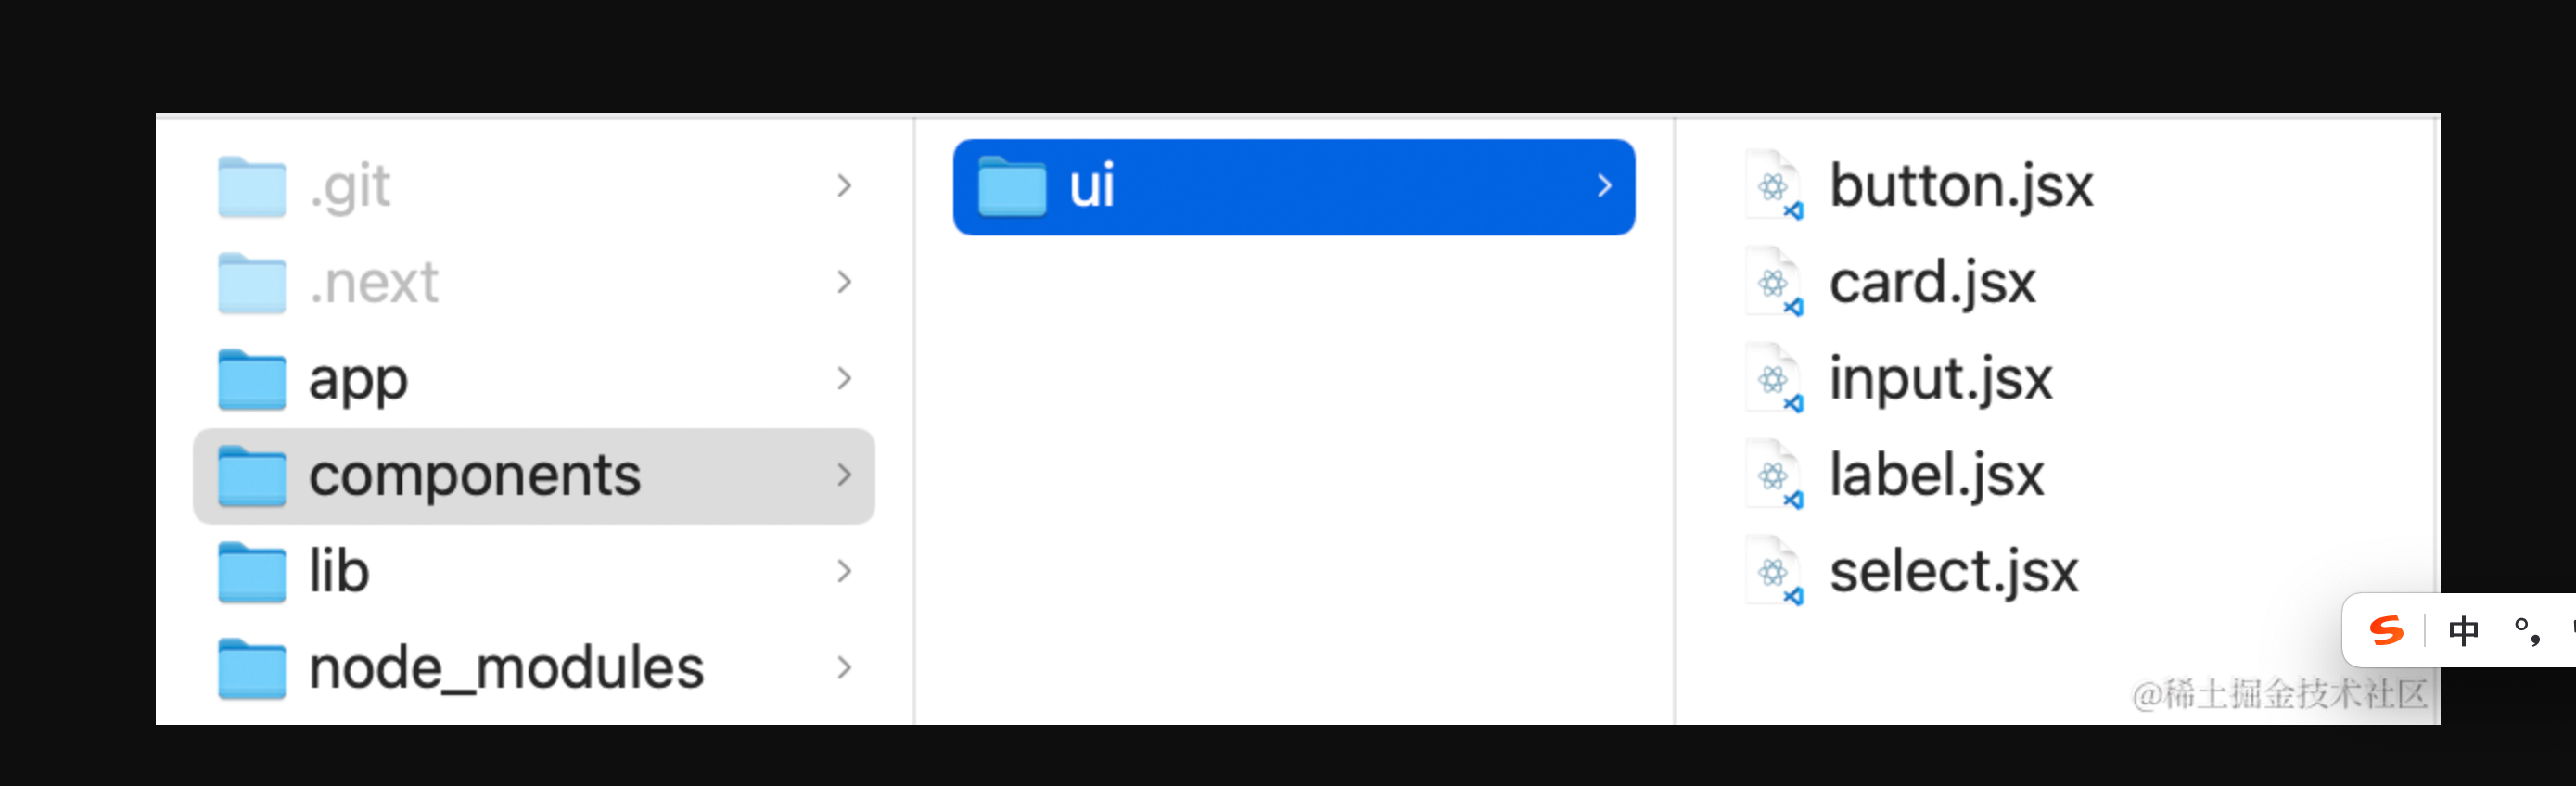 .git
.next
app
components
lib
node_modules
ui
button.jsx
card.jsx
input.jsx
label.jsx
select.jsx
S 中 °,
@稀土掘金技术社区